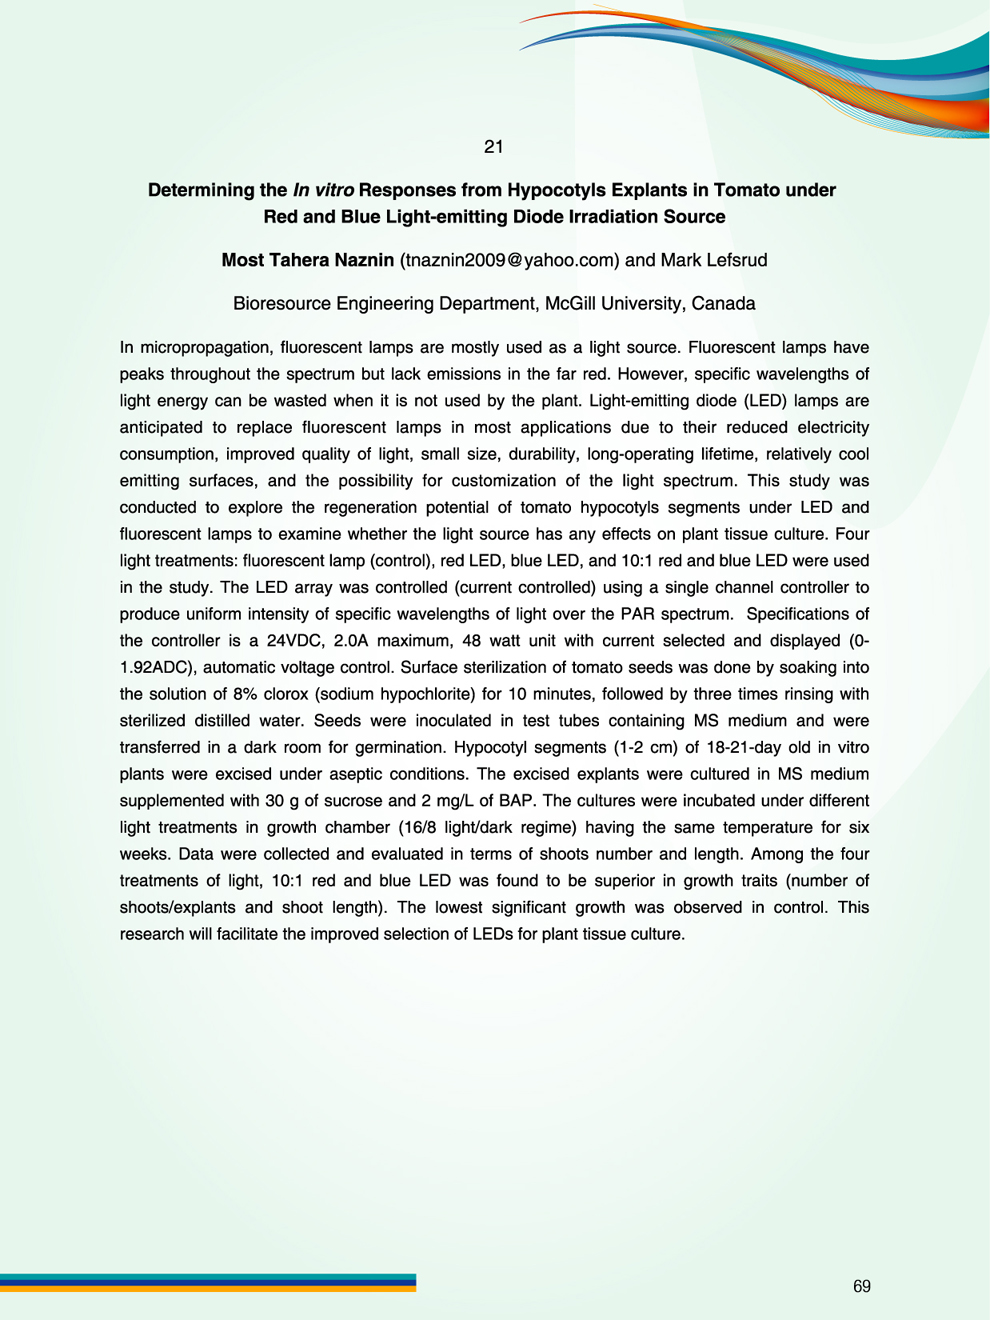 21
Determining the In vitro Responses from Hypocotyls Explants in Tomato under
Red and Blue Light-emitting Diode Irradiation Source
Most Tahera Naznin (tnaznin2009@yahoo.com) and Mark Lefsrud
Bioresource Engineering Department, McGill University, Canada
In micropropagation, fluorescent lamps are mostly used as a light source. Fluorescent lamps have
peaks throughout the spectrum but lack emissions in the far red. However, specific wavelengths of
light energy can be wasted when it is not used by the plant. Light-emitting diode (LED) lamps are
anticipated to replace fluorescent lamps in most applications due to their reduced electricity
consumption, improved quality of light, small size, durability, long-operating lifetime, relatively cool
emitting surfaces, and the possibility for customization of the light spectrum. This study was
conducted to explore the regeneration potential of tomato hypocotyls segments under LED and
fluorescent lamps to examine whether the light source has any effects on plant tissue culture. Four
light treatments: fluorescent lamp (control), red LED, blue LED, and 10:1 red and blue LED were used
in the study. The LED array was controlled (current controlled) using a single channel controller to
produce uniform intensity of specific wavelengths of light over the PAR spectrum.  Specifications of
the controller is a 24VDC, 2.0A maximum, 48 watt unit with current selected and displayed (0-
1.92ADC), automatic voltage control. Surface sterilization of tomato seeds was done by soaking into
the solution of 8% clorox (sodium hypochlorite) for 10 minutes, followed by three times rinsing with
sterilized distilled water. Seeds were inoculated in test tubes containing MS medium and were
transferred in a dark room for germination. Hypocotyl segments (1-2 cm) of 18-21-day old in vitro
plants were excised under aseptic conditions. The excised explants were cultured in MS medium
supplemented with 30 g of sucrose and 2 mg/L of BAP. The cultures were incubated under different
light treatments in growth chamber (16/8 light/dark regime) having the same temperature for six
weeks. Data were collected and evaluated in terms of shoots number and length. Among the four
treatments of light, 10:1 red and blue LED was found to be superior in growth traits (number of
shoots/explants and shoot length). The lowest significant growth was observed in control. This
research will facilitate the improved selection of LEDs for plant tissue culture.
69